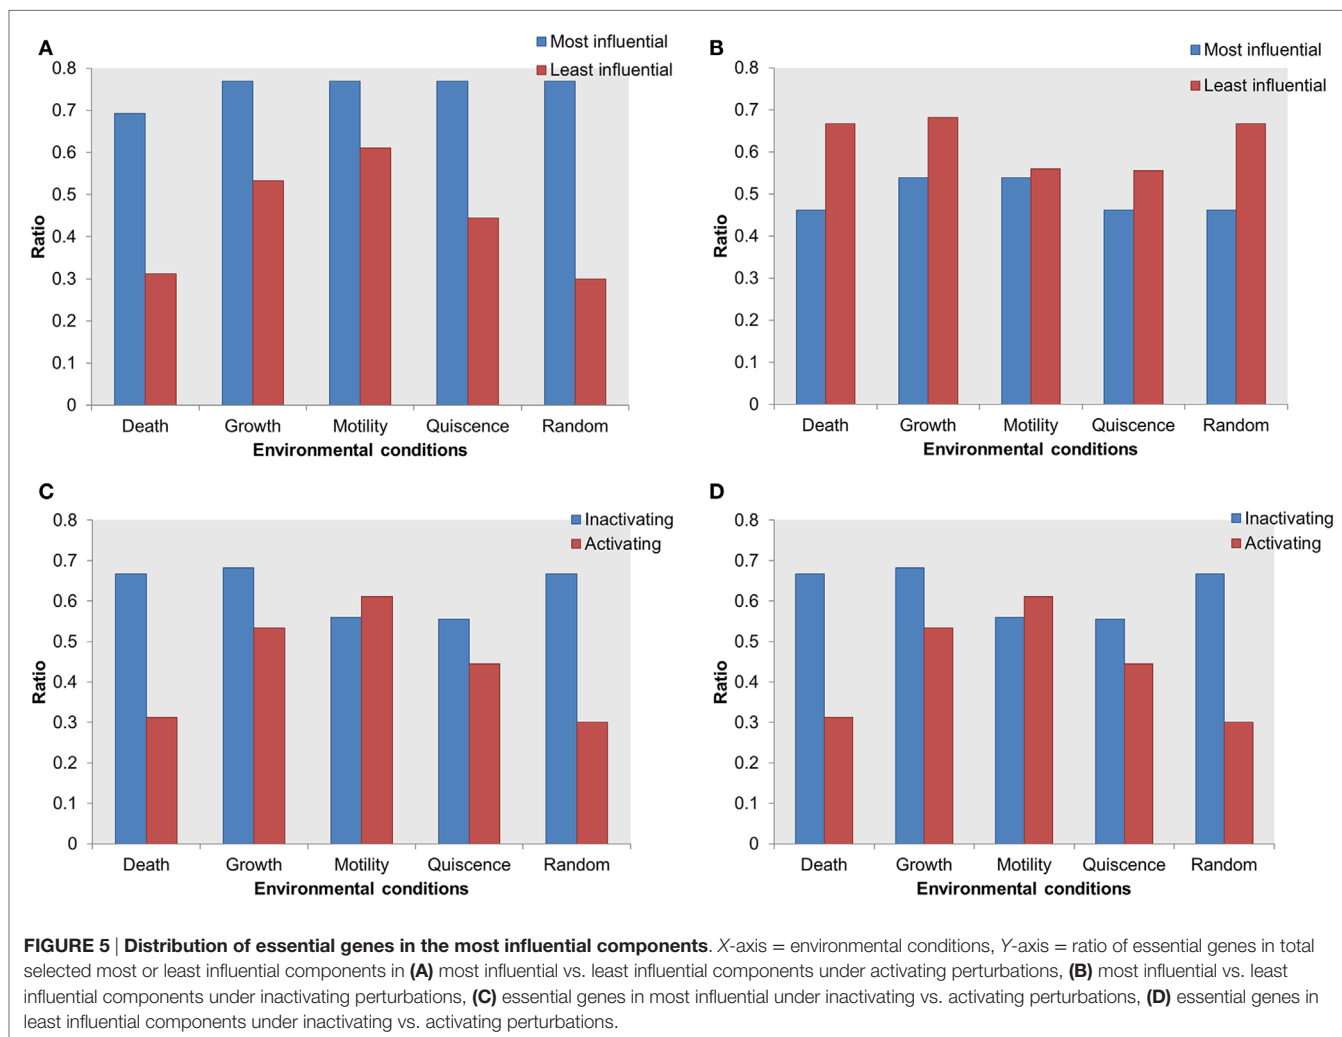 A
Most influential
Least influential
0.8
0.7
0.6
0.5
0.4
0.3
0.2
0.1
0
Ratio
Death Growth Motility Quiscence Random
Environmental conditions
B
Most influential
Least influential
0.8
0.7
0.6
0.5
0.4
0.3
0.2
0.1
0
Ratio
Death Growth Motility Quiscence Random
Environmental conditions
C
Inactivating
Activating
0.8
0.7
0.6
0.5
0.4
0.3
0.2
0.1
0
Ratio
Death Growth Motility Quiscence Random
Environmental conditions
D
Inactivating
Activating
0.8
0.7
0.6
0.5
0.4
0.3
0.2
0.1
0
Ratio
Death Growth Motility Quiscence Random
Environmental conditions
FIGURE 5 | Distribution of essential genes in the most influential components. X-axis = environmental conditions, Y-axis = ratio of essential genes in total
selected most or least influential components in (A) most influential vs. least influential components under activating perturbations, (B) most influential vs. least
influential components under inactivating perturbations, (C) essential genes in most influential under inactivating vs. activating perturbations, (D) essential genes in
least influential components under inactivating vs. activating perturbations.